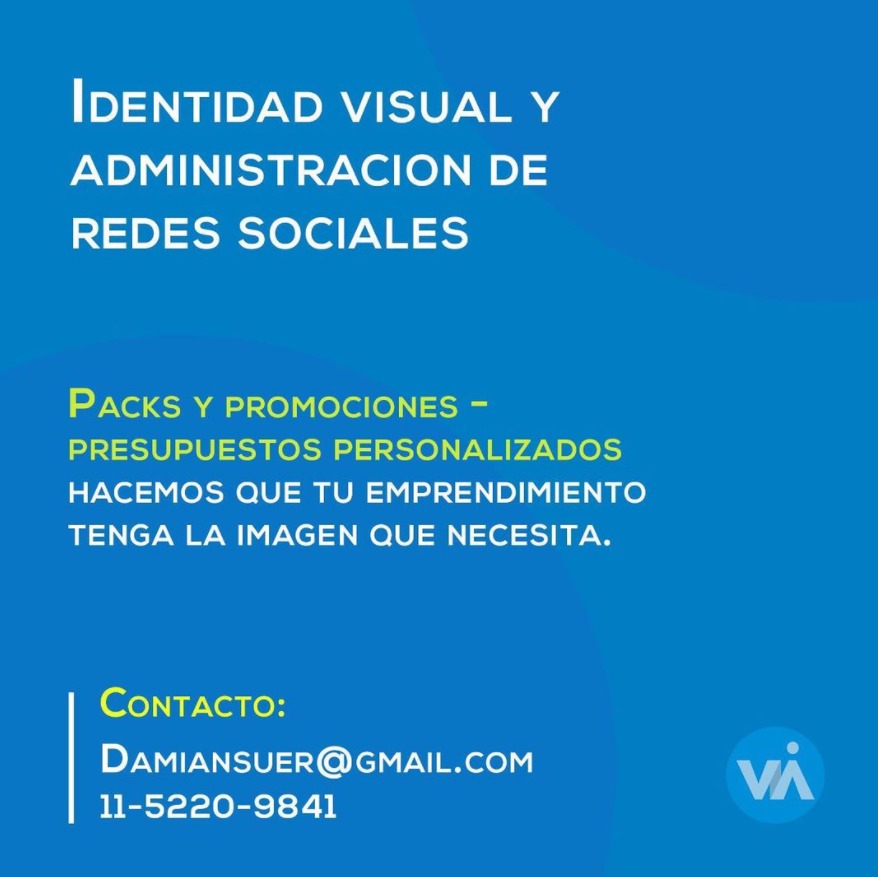 Identidad visual y
administracion de
redes sociales
Packs y promociones -
presupuestos personalizados
hacemos que tu emprendimiento
tenga la imagen que necesita.
Contacto:
Damiansuer@gmail.com
11-5220-9841
VIA